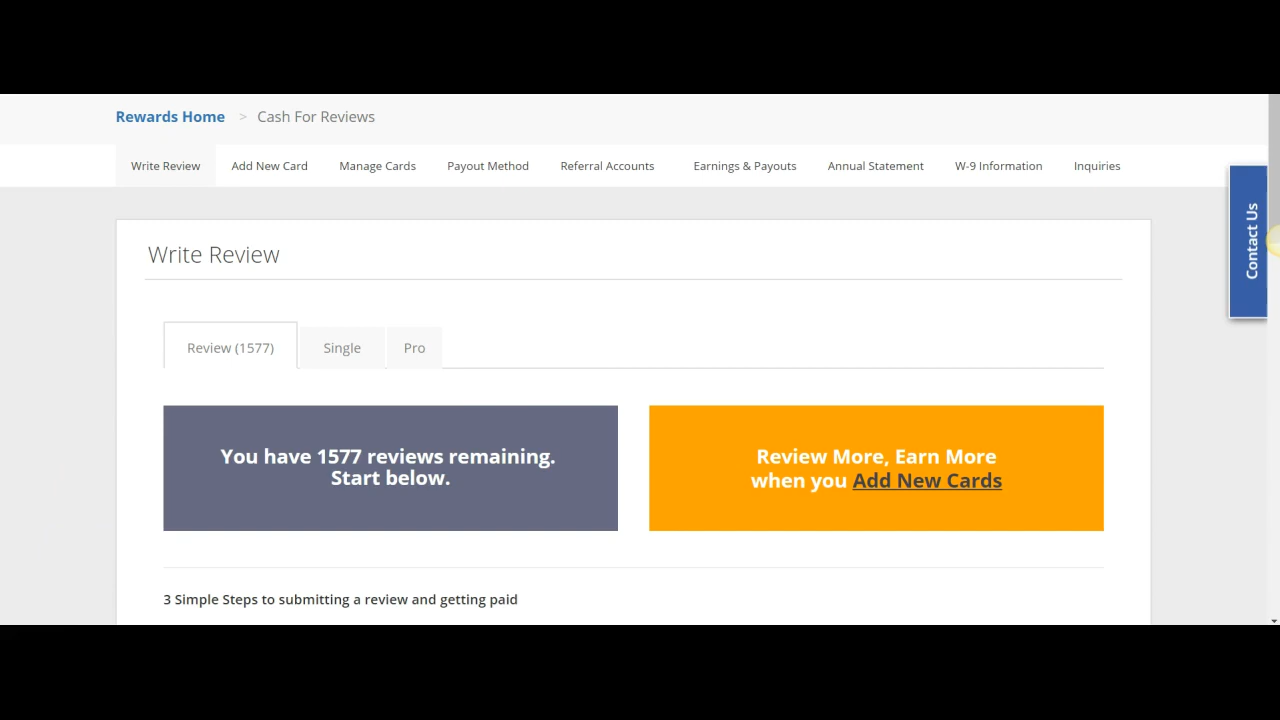 Rewards Home > Cash For Reviews
Write Review Add New Card Manage Cards Payout Method Referral Accounts Earnings & Payouts Annual Statement W-9 Information Inquiries
Contact Us
Write Review
Review (1577) Single Pro
You have 1577 reviews remaining.
Start below.
Review More, Earn More
when you Add New Cards
3 Simple Steps to submitting a review and getting paid